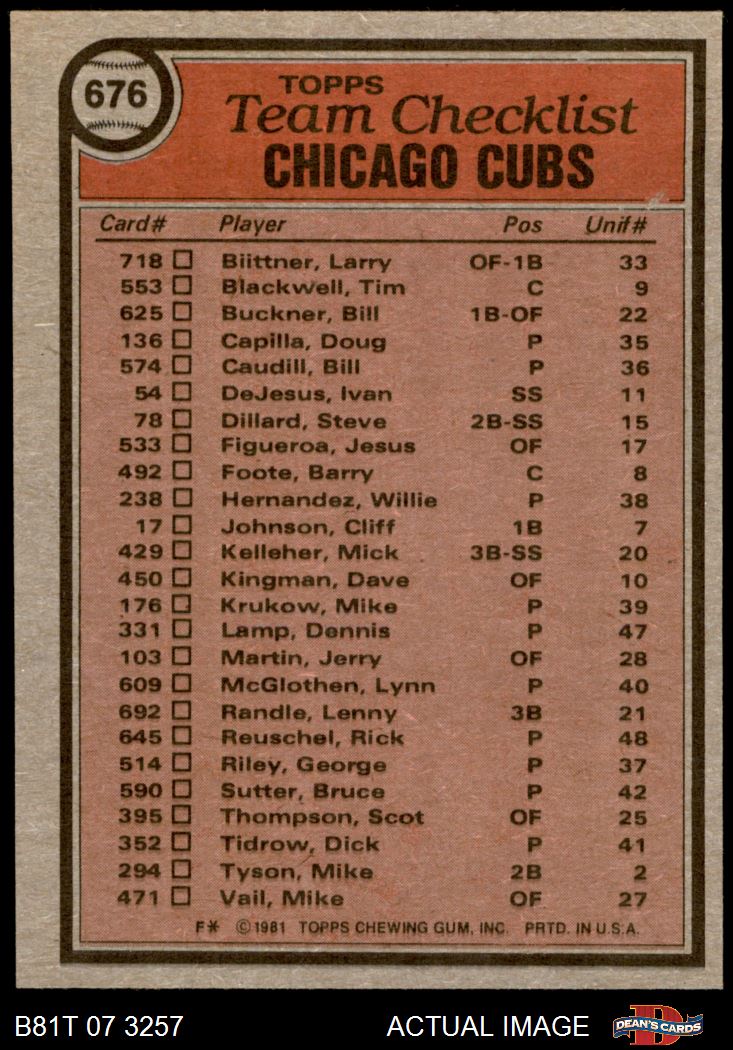 676
TOPPS
Team Checklist
CHICAGO CUBS
Card# Player Pos Unif#
718 Biittner, Larry OF-1B 33
553 Blackwell, Tim C 9
625 Buckner, Bill 1B-OF 22
136 Capilla, Doug P 35
574 Caudill, Bill P 36
54 DeJesus, Ivan SS 11
78 Dillard, Steve 2B-SS 15
533 Figueroa, Jesus OF 17
492 Foote, Barry C 8
238 Hernandez, Willie P 38
17 Johnson, Cliff 1B 7
429 Kelleher, Mick 3B-SS 20
450 Kingman, Dave OF 10
176 Krukow, Mike P 39
331 Lamp, Dennis P 47
103 Martin, Jerry OF 28
609 McGlothen, Lynn P 40
692 Randle, Lenny 3B 21
645 Reuschel, Rick P 48
514 Riley, George P 37
590 Sutter, Bruce P 42
395 Thompson, Scot OF 25
352 Tidrow, Dick P 41
294 Tyson, Mike 2B 2
471 Vail, Mike OF 27
F* ©1981 TOPPS CHEWING GUM, INC. PRTD. IN U.S.A.
B81T 07 3257 ACTUAL IMAGE DEAN'S CARDS